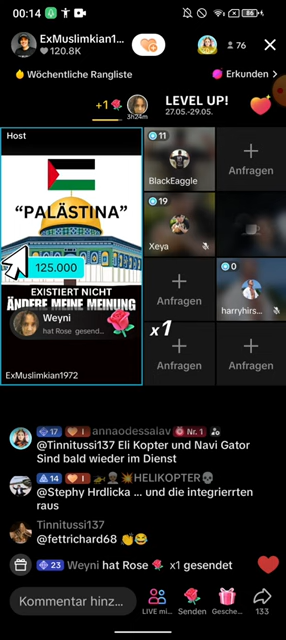 00:14
86
ExMuslimkian1...
120.8K
76
Wöchentliche Rangliste
Erkunden >
+1
3h24m
LEVEL UP!
27.05.-29.05.
Host
"PALÄSTINA"
125.000
EXISTIERT NICHT
ÄNDERE MEINE MEINUNG
Weyni
hat Rose gesend...
x1
ExMuslimkian1972
11
BlackEaggle
Anfragen
19
Xeya
Anfragen
0
harryhirs...
Anfragen
Anfragen
17 i annaodessalav Nr. 1
@Tinnitussi137 Eli Kopter und Navi Gator
Sind bald wieder im Dienst
14 i HELIKOPTER
@Stephy Hrdlicka ... und die integrierrten
raus
Tinnitussi137
@fettrichard68
23 Weyni hat Rose x1 gesendet
Kommentar hinz...
LIVE mi...
Senden
Gesche...
133